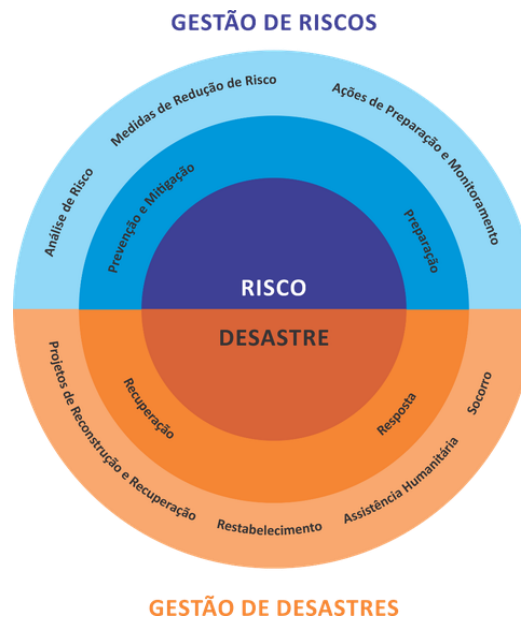 GESTÃO DE RISCOS
Medidas de Redução de Risco
Ações de Preparação e Monitoramento
Análise de Risco
Prevenção e Mitigação
Preparação
RISCO
DESASTRE
Recuperação
Resposta
Socorro
Projetos de Reconstrução e Recuperação
Assistência Humanitária
Restabelecimento
GESTÃO DE DESASTRES